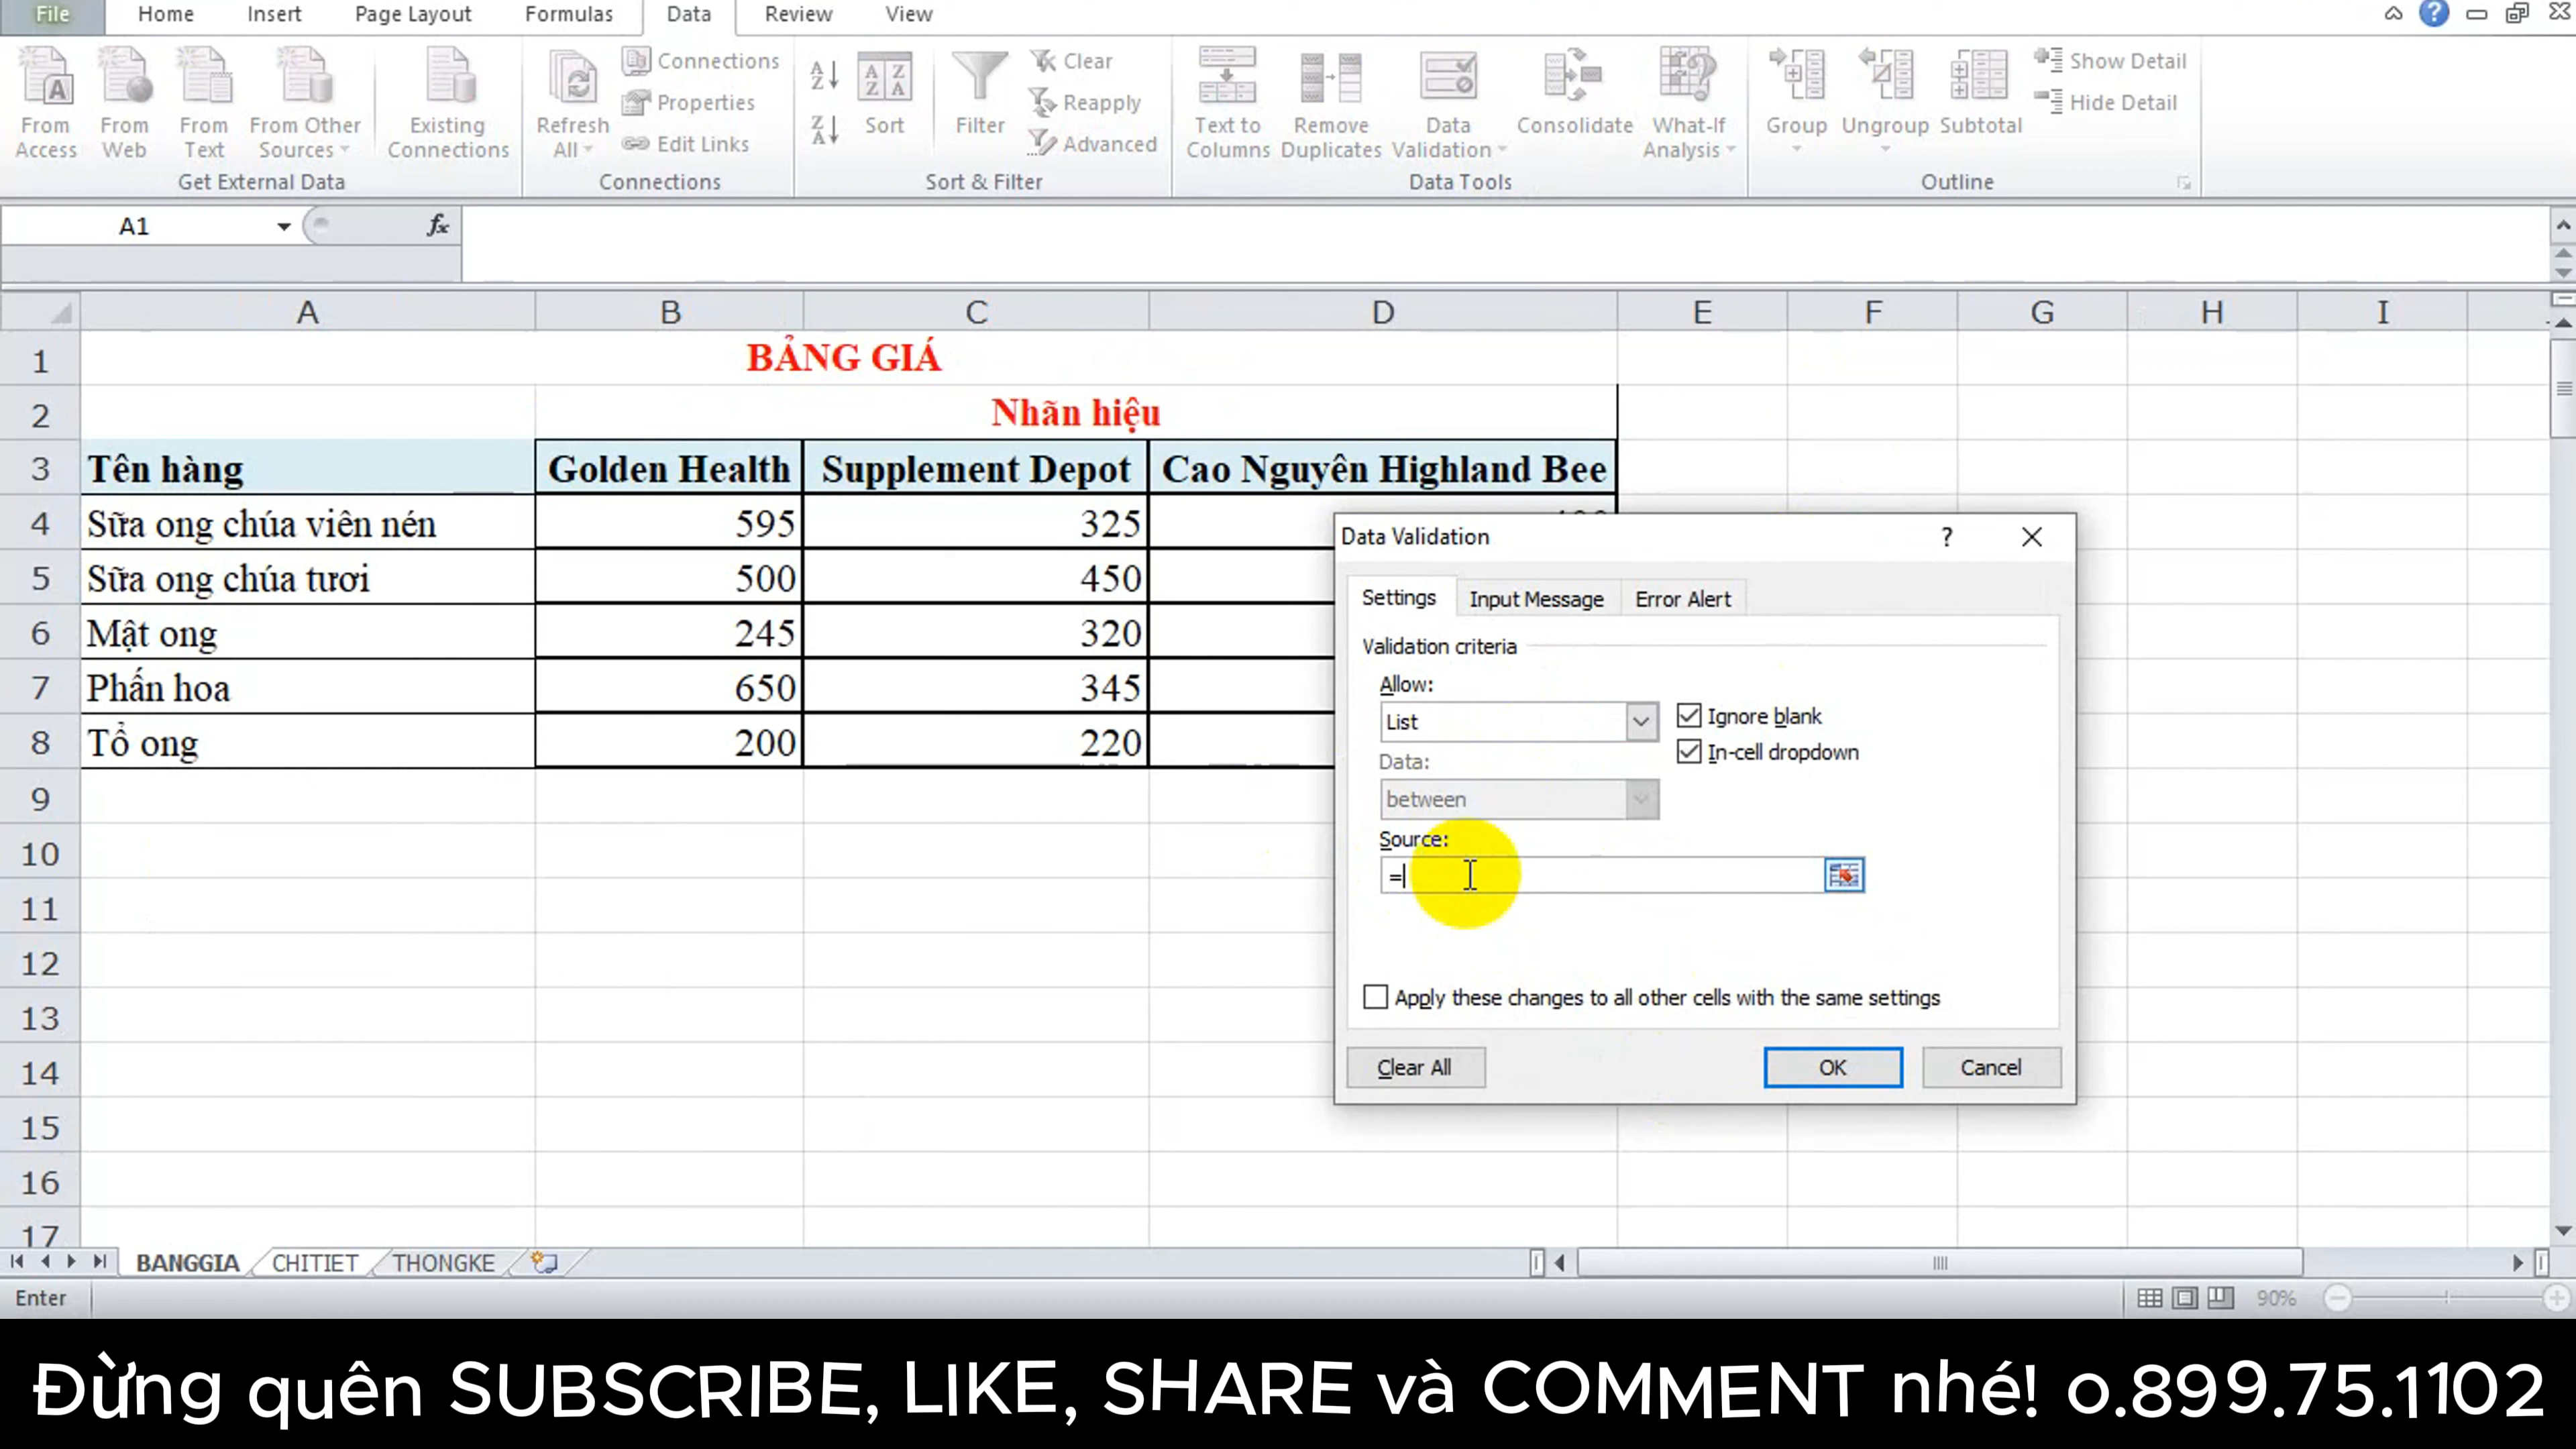 File Home Insert Page Layout Formulas Data Review View
From Access From Web From Text From Other Sources Existing Connections
Get External Data
Refresh All Connections Properties Edit Links
Connections
Sort Filter Clear Reapply Advanced
Sort & Filter
Text to Columns Remove Duplicates Data Validation Consolidate What-If Analysis
Data Tools
Group Ungroup Subtotal Show Detail Hide Detail
Outline
A1 fx
A B C D E F G H I
1 BẢNG GIÁ
2 Nhãn hiệu
3 Tên hàng Golden Health Supplement Depot Cao Nguyên Highland Bee
4 Sữa ong chúa viên nén 595 325
5 Sữa ong chúa tươi 500 450
6 Mật ong 245 320
7 Phấn hoa 650 345
8 Tổ ong 200 220
9
10
11
12
13
14
15
16
17
Data Validation ?
Settings Input Message Error Alert
Validation criteria
Allow:
List Ignore blank
In-cell dropdown
Data:
between
Source:
=
Apply these changes to all other cells with the same settings
Clear All OK Cancel
BANGGIA CHITIET THONGKE
Enter 90%
Đừng quên SUBSCRIBE, LIKE, SHARE và COMMENT nhé! 0.899.75.1102